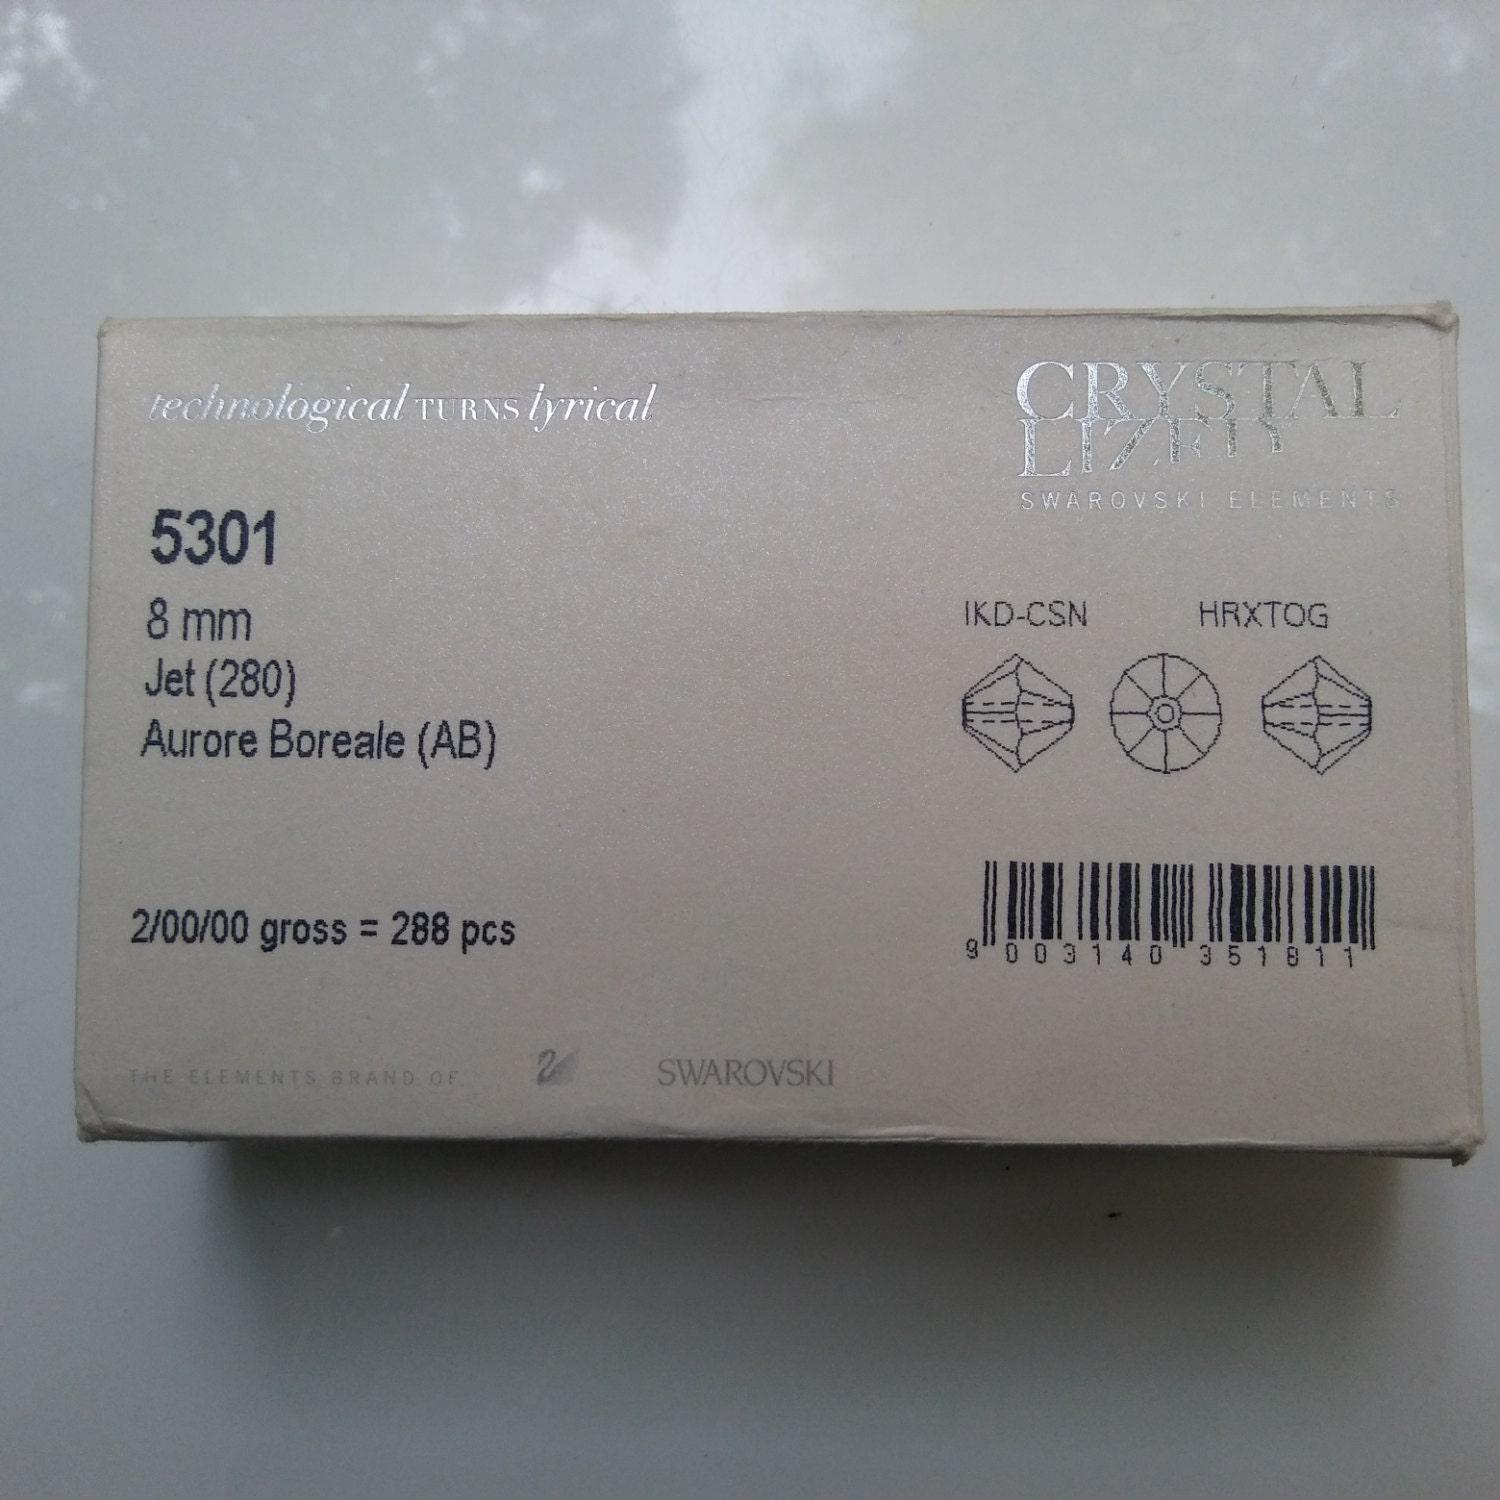 technological TURNS lyrical
CRYSTAL
LIZED
SWAROVSKI ELEMENTS
5301
8 mm
Jet (280)
Aurore Boreale (AB)
IKD-CSN HRXTOG
2/00/00 gross = 288 pcs
9 003140 351811
THE ELEMENTS BRAND OF SWAROVSKI